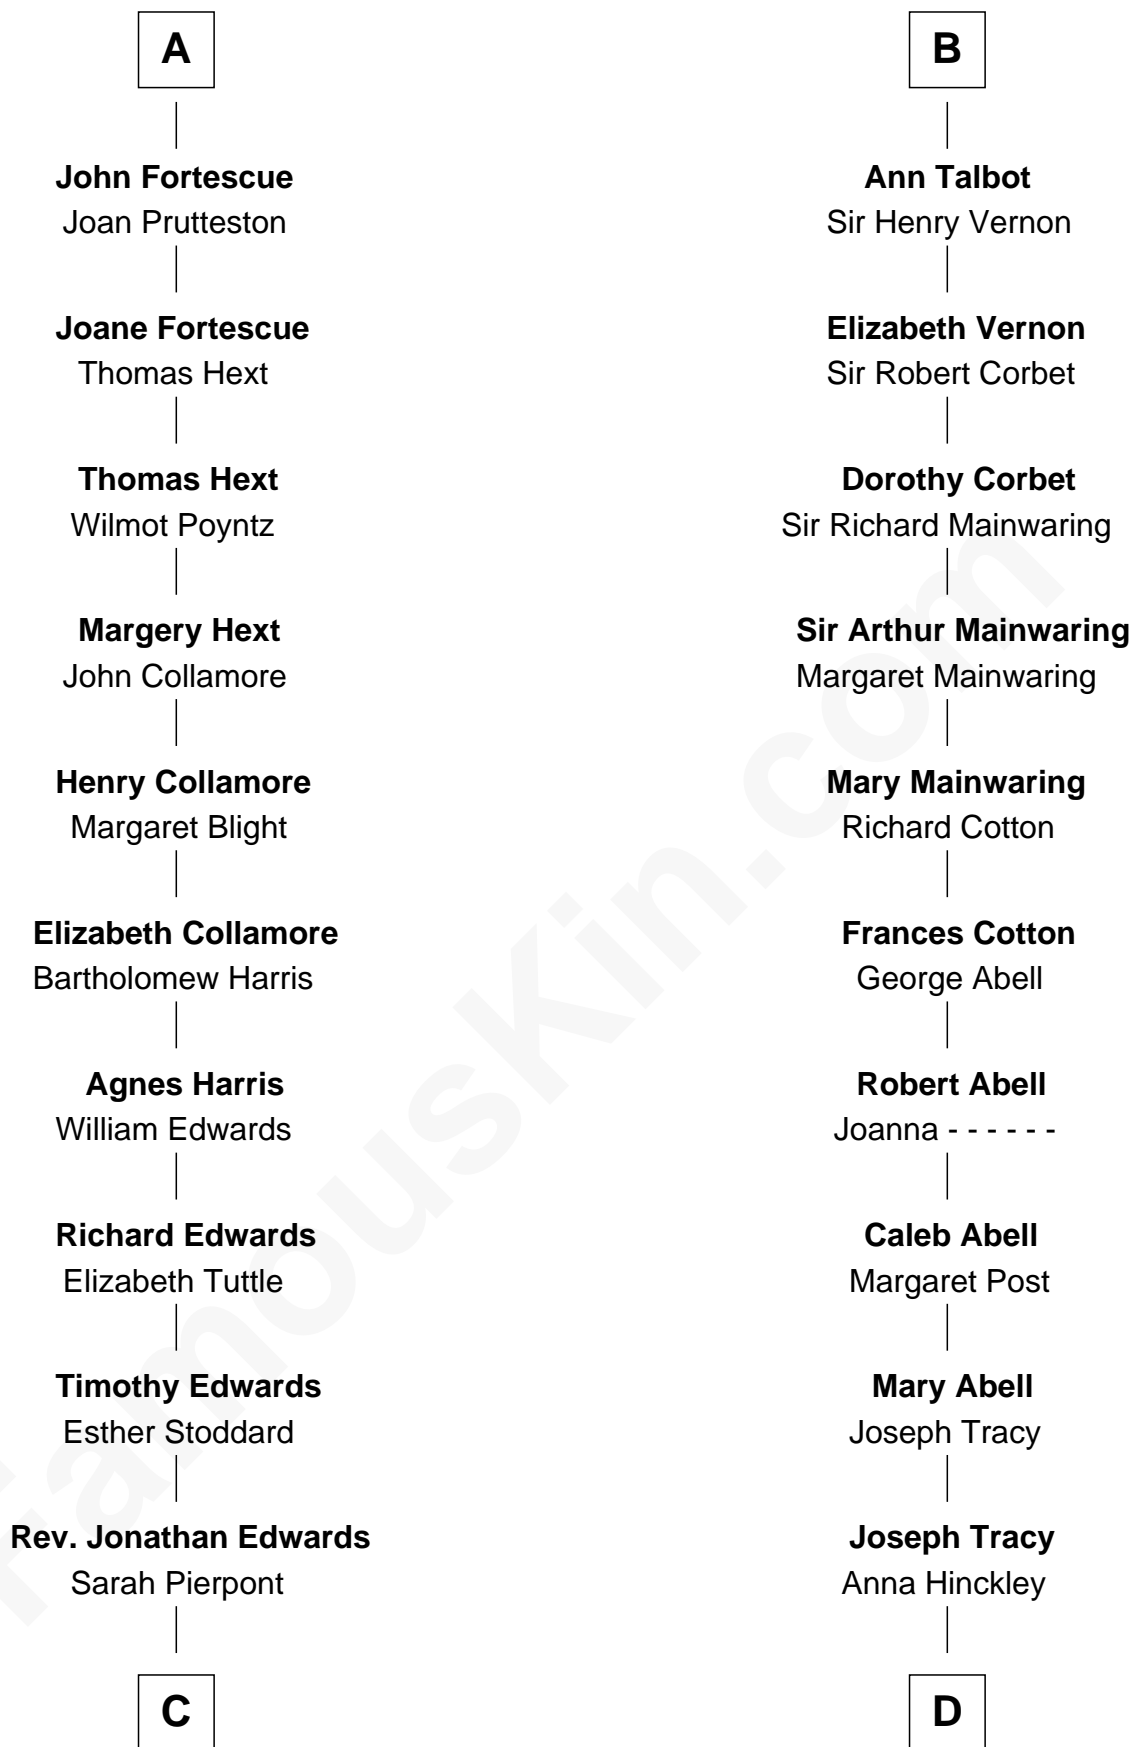 A
John Fortescue
Joan Prutteston
Joane Fortescue
Thomas Hext
Thomas Hext
Wilmot Poyntz
Margery Hext
John Collamore
Henry Collamore
Margaret Blight
Elizabeth Collamore
Bartholomew Harris
Agnes Harris
William Edwards
Richard Edwards
Elizabeth Tuttle
Timothy Edwards
Esther Stoddard
Rev. Jonathan Edwards
Sarah Pierpont
C
B
Ann Talbot
Sir Henry Vernon
Elizabeth Vernon
Sir Robert Corbet
Dorothy Corbet
Sir Richard Mainwaring
Sir Arthur Mainwaring
Margaret Mainwaring
Mary Mainwaring
Richard Cotton
Frances Cotton
George Abell
Robert Abell
Joanna - - - - - -
Caleb Abell
Margaret Post
Mary Abell
Joseph Tracy
Joseph Tracy
Anna Hinckley
D
FamousKin.com